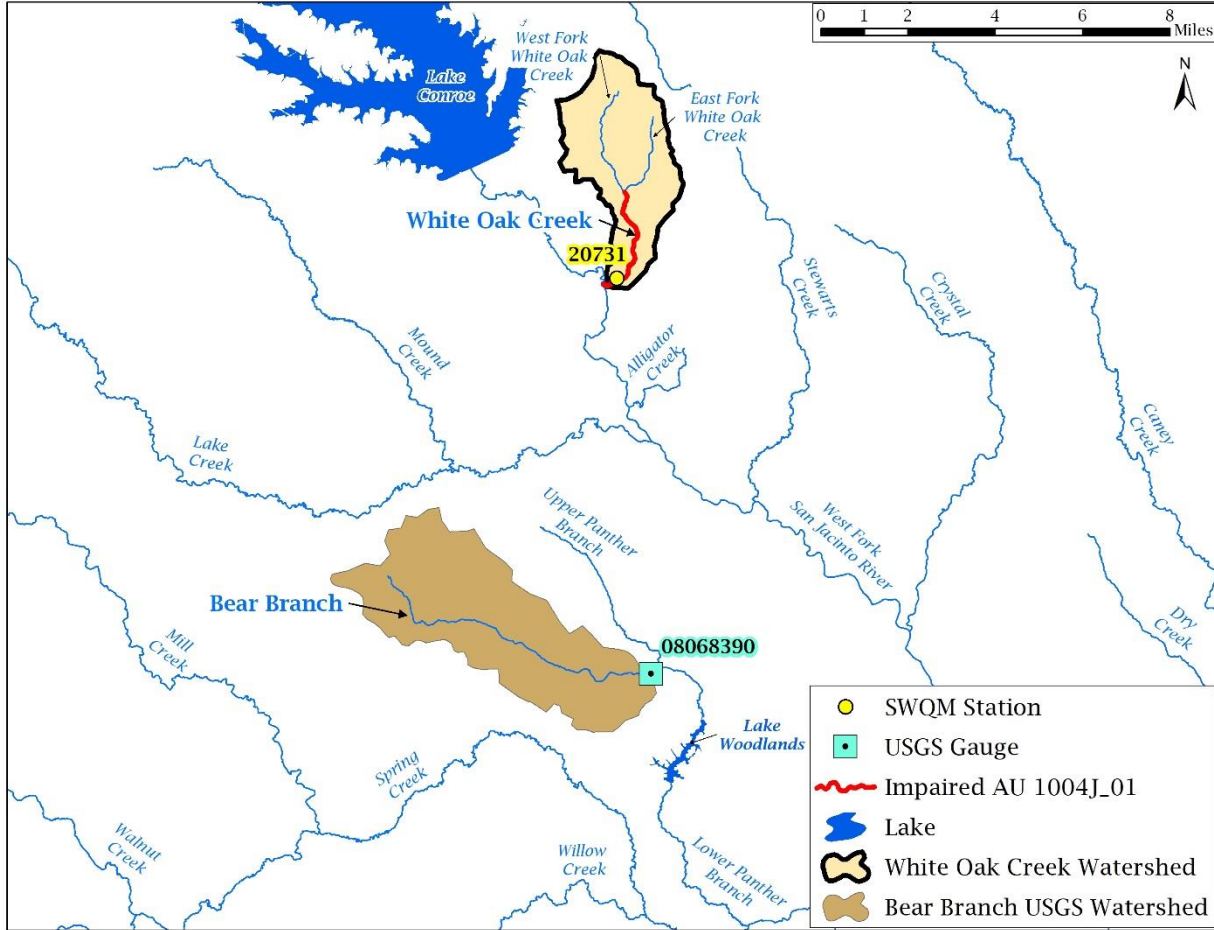 0 1 2 4 6 8
Miles
N
West Fork
White Oak
Creek
Lake
Conroe
East Fork
White Oak
Creek
White Oak Creek
20731
Stewarts
Creek
Crystal
Creek
Mound
Creek
Alligator
Creek
Caney
Creek
Lake
Creek
Upper Panther
Branch
West Fork
San Jacinto River
Bear Branch
08068390
Dry
Creek
Mill
Creek
Lake
Woodlands
Spring
Creek
Walnut
Creek
Willow
Creek
Lower Panther
Branch
SWQM Station
USGS Gauge
Impaired AU 1004J_01
Lake
White Oak Creek Watershed
Bear Branch USGS Watershed